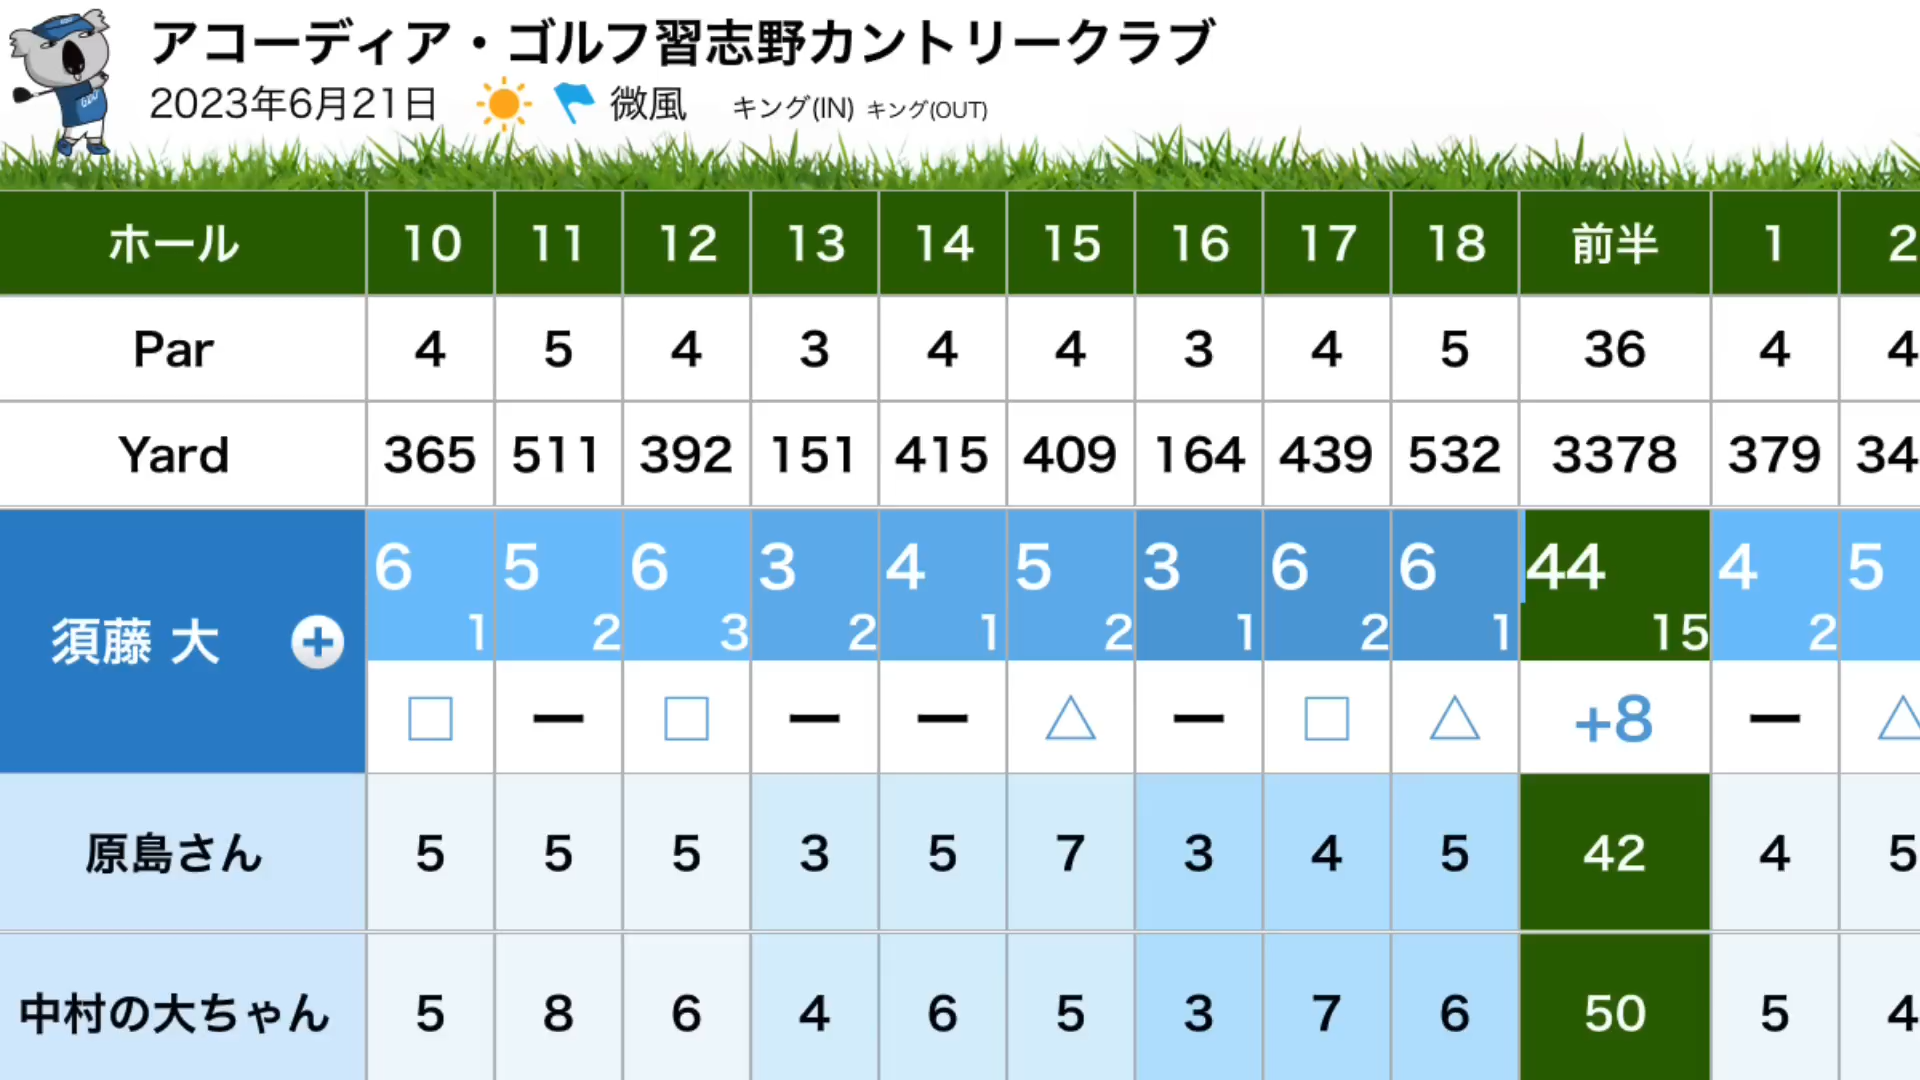 アコーディア・ゴルフ習志野カントリークラブ
2023年6月21日 微風 キング(IN) キング(OUT)
ホール 10 11 12 13 14 15 16 17 18 前半 1 2
Par 4 5 4 3 4 4 3 4 5 36 4 4
Yard 365 511 392 151 415 409 164 439 532 3378 379 34
須藤 大 6 5 6 3 4 5 3 6 6 44 4 5
1 2 3 2 1 2 1 2 1 15 2
□ － □ － － △ － □ △ +8 － △
原島さん 5 5 5 3 5 7 3 4 5 42 4 5
中村の大ちゃん 5 8 6 4 6 5 3 7 6 50 5 4